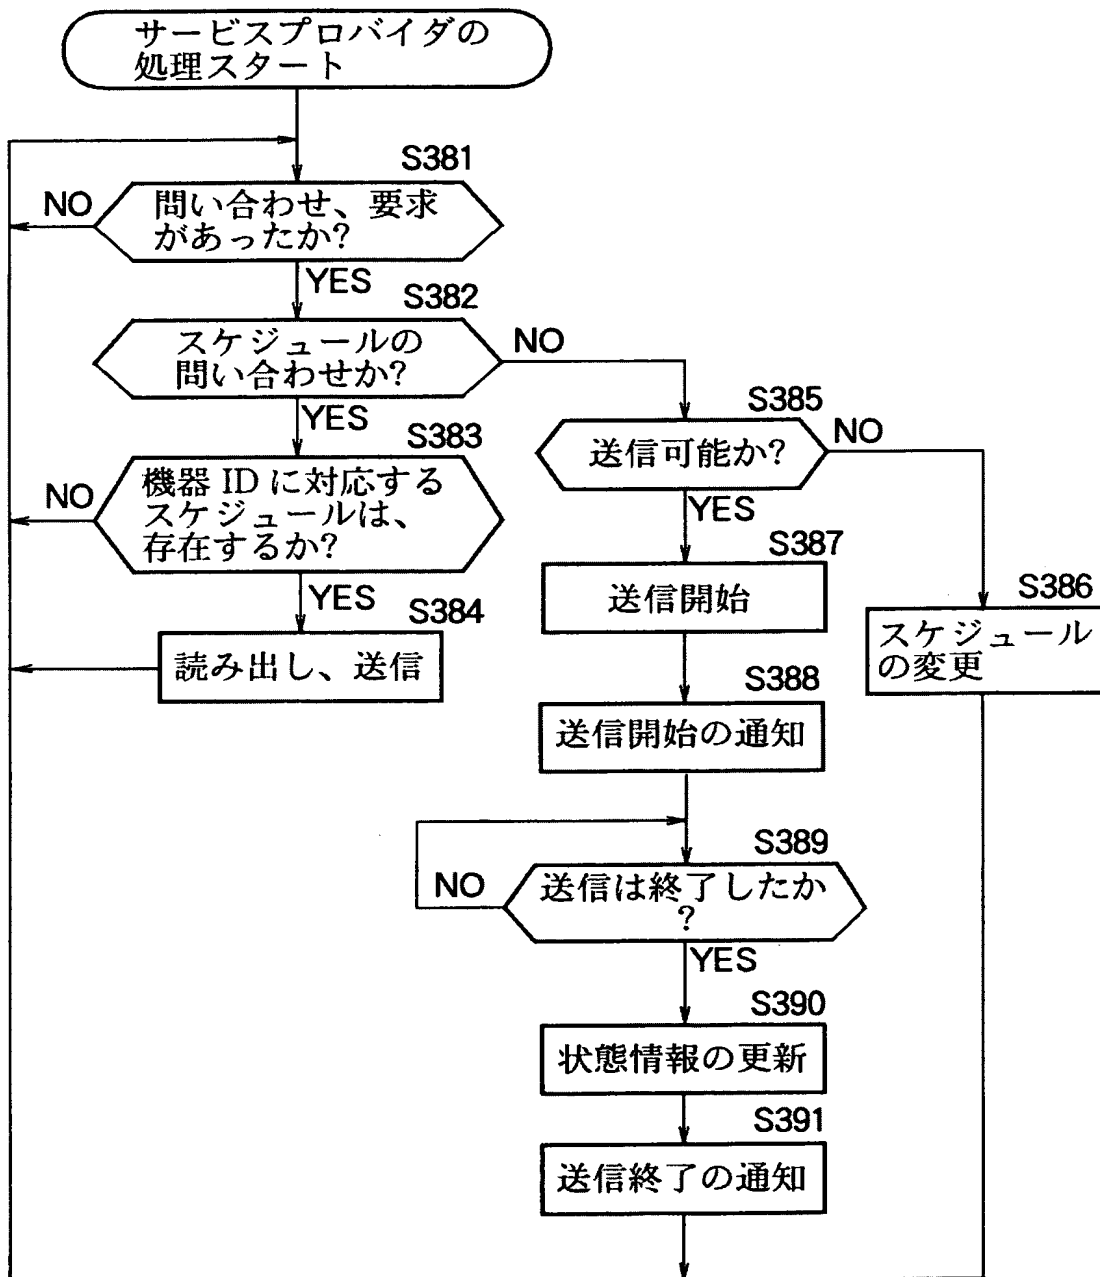 サービスプロバイダの
処理スタート
S381
NO
問い合わせ、要求
があったか?
YES
S382
スケジュールの
問い合わせか?
NO
YES
S383
NO
機器 ID に対応する
スケジュールは、
存在するか?
YES
S384
読み出し、送信
S385
送信可能か?
NO
YES
S387
送信開始
S386
スケジュール
の変更
S388
送信開始の通知
S389
NO
送信は終了したか
?
YES
S390
状態情報の更新
S391
送信終了の通知